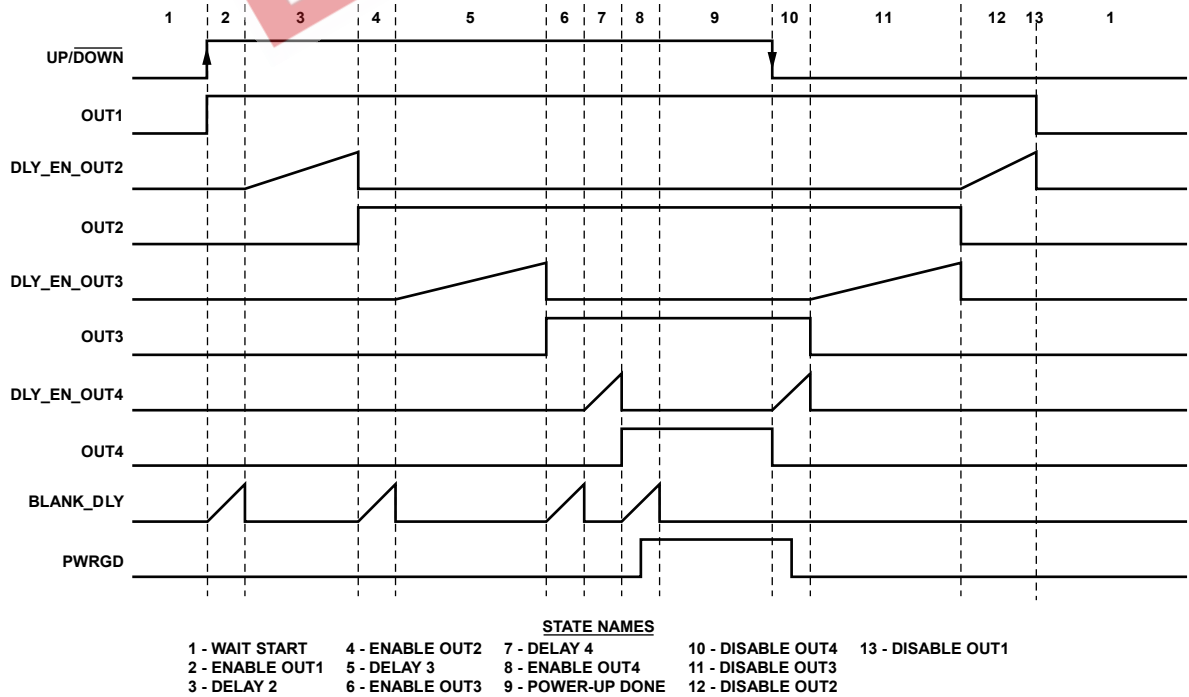 1 2 3 4 5 6 7 8 9 10 11 12 13 1
UP/DOWN
OUT1
DLY_EN_OUT2
OUT2
DLY_EN_OUT3
OUT3
DLY_EN_OUT4
OUT4
BLANK_DLY
PWRGD
STATE NAMES
1 - WAIT START 4 - ENABLE OUT2 7 - DELAY 4 10 - DISABLE OUT4 13 - DISABLE OUT1
2 - ENABLE OUT1 5 - DELAY 3 8 - ENABLE OUT4 11 - DISABLE OUT3
3 - DELAY 2 6 - ENABLE OUT3 9 - POWER-UP DONE 12 - DISABLE OUT2